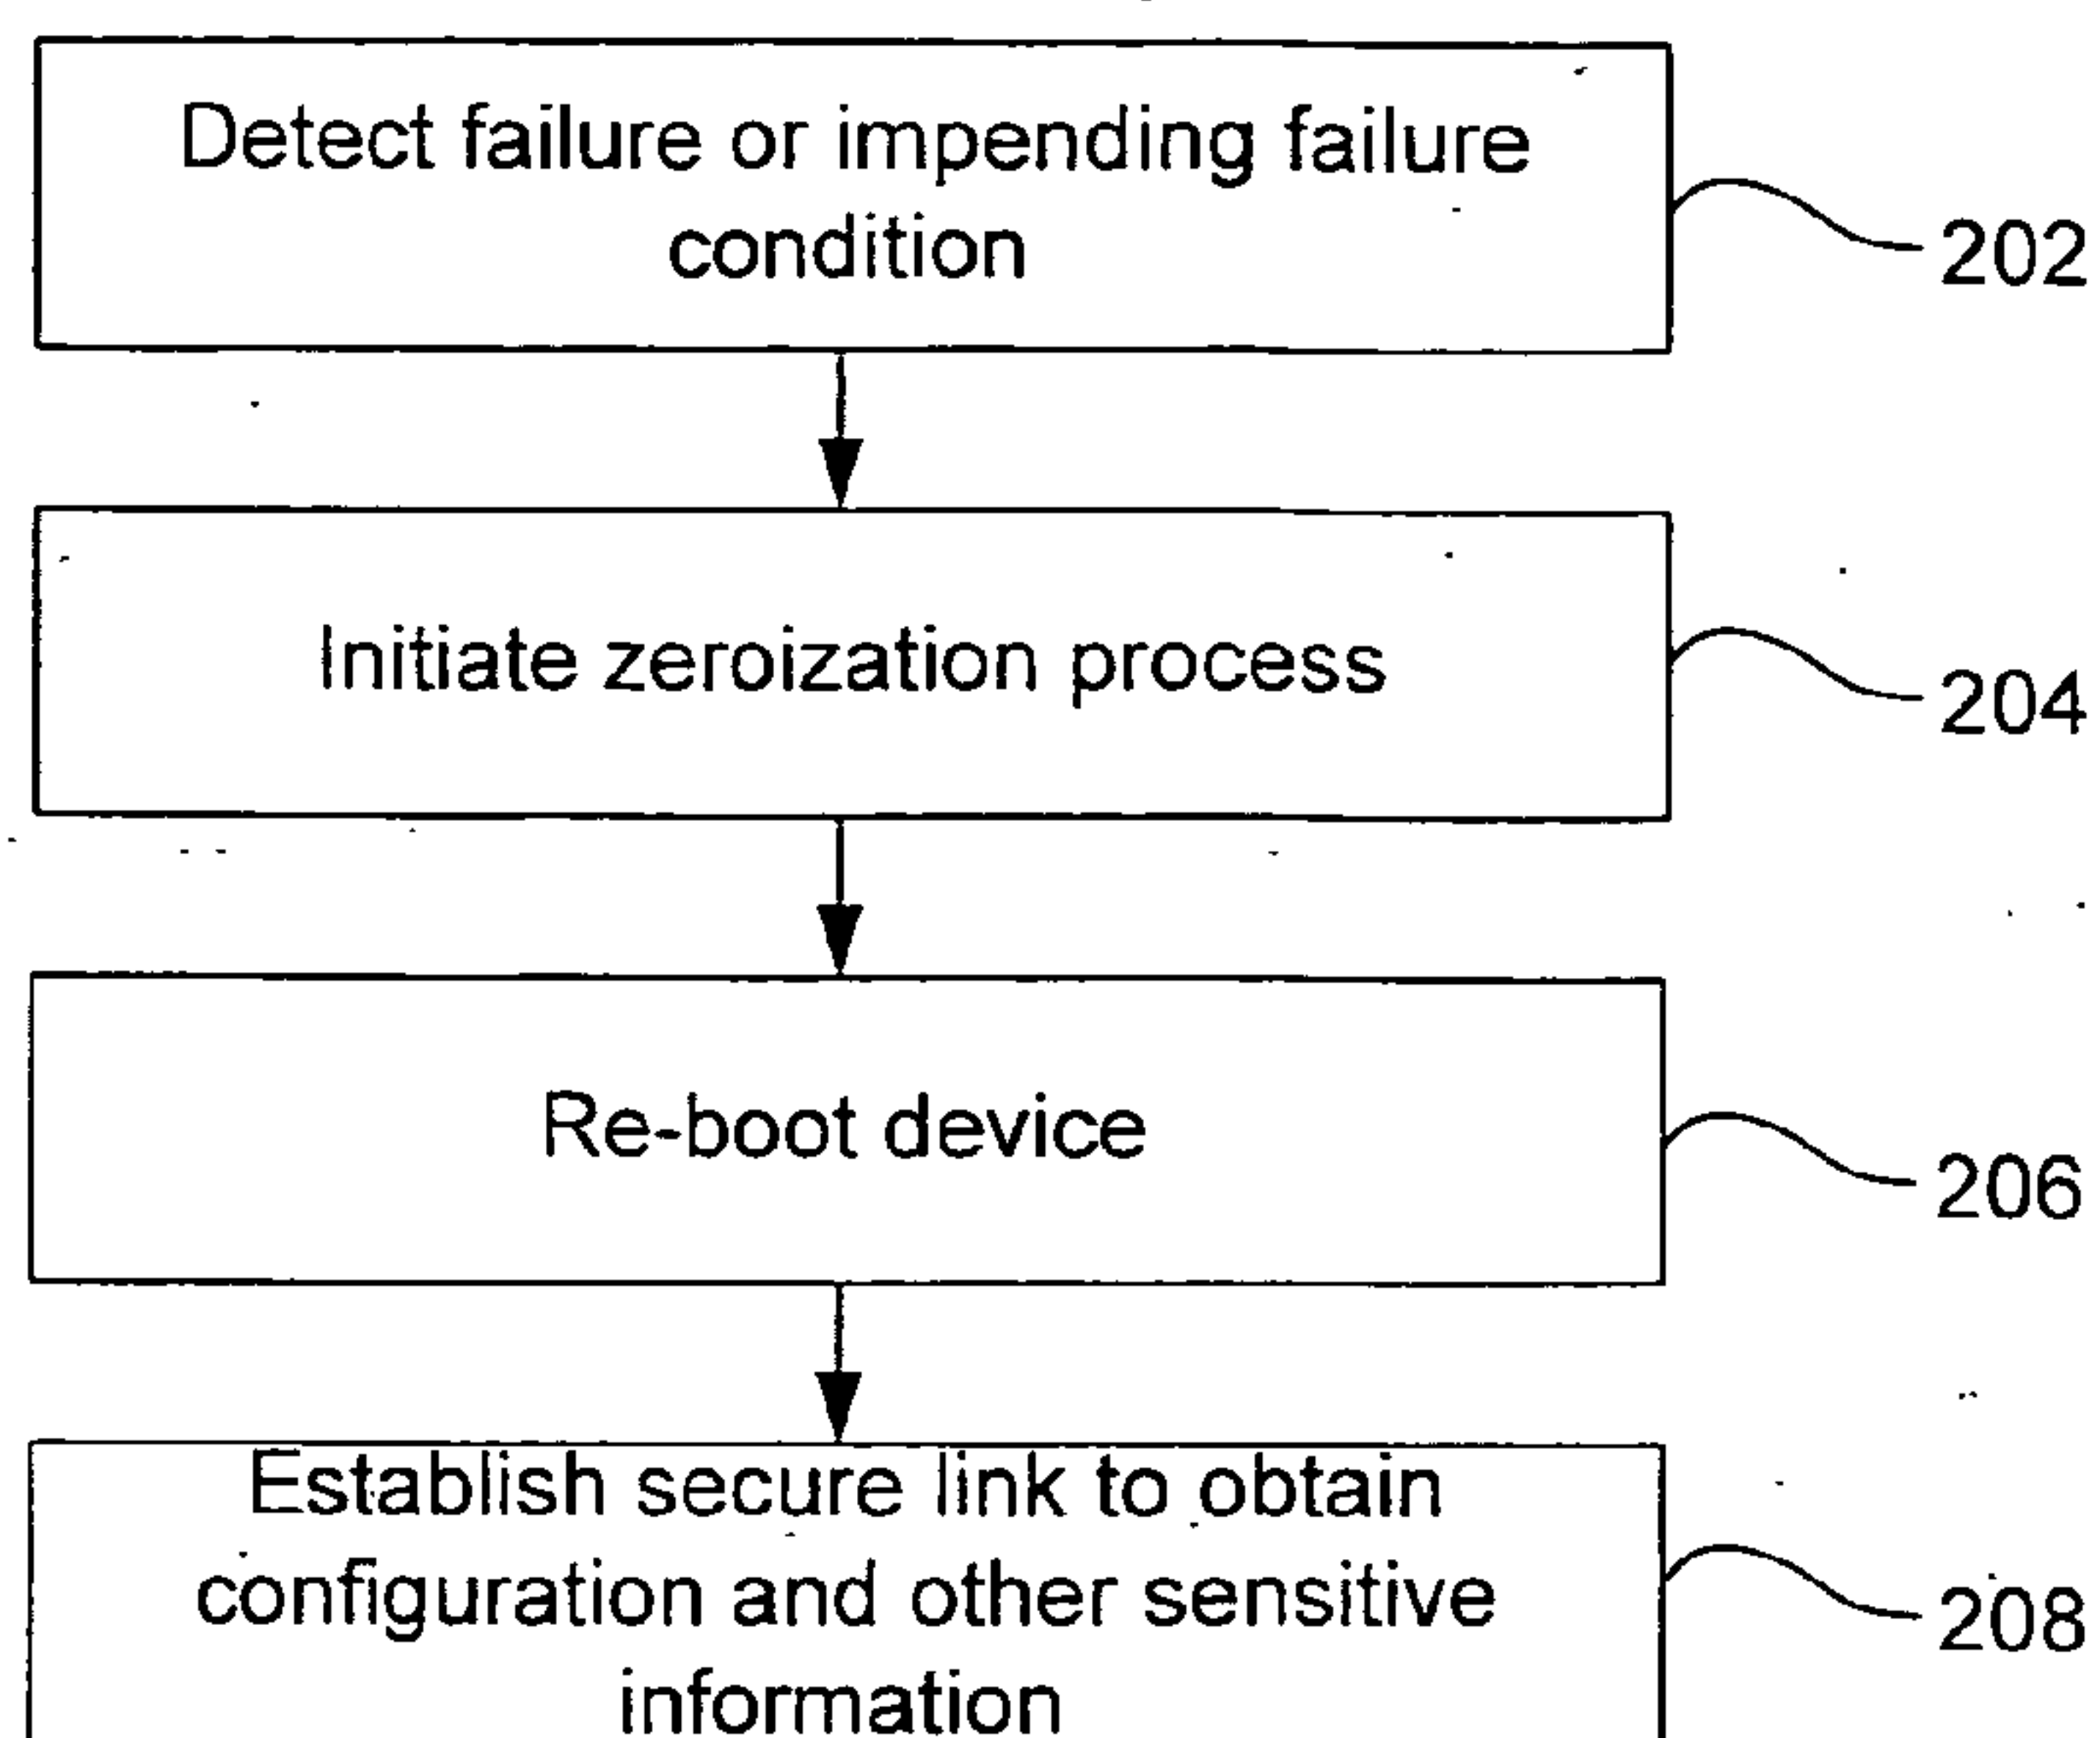 Detect failure or impending failure
condition
202
Initiate zeroization process
204
Re-boot device
206
Establish secure link to obtain
configuration and other sensitive
information
208